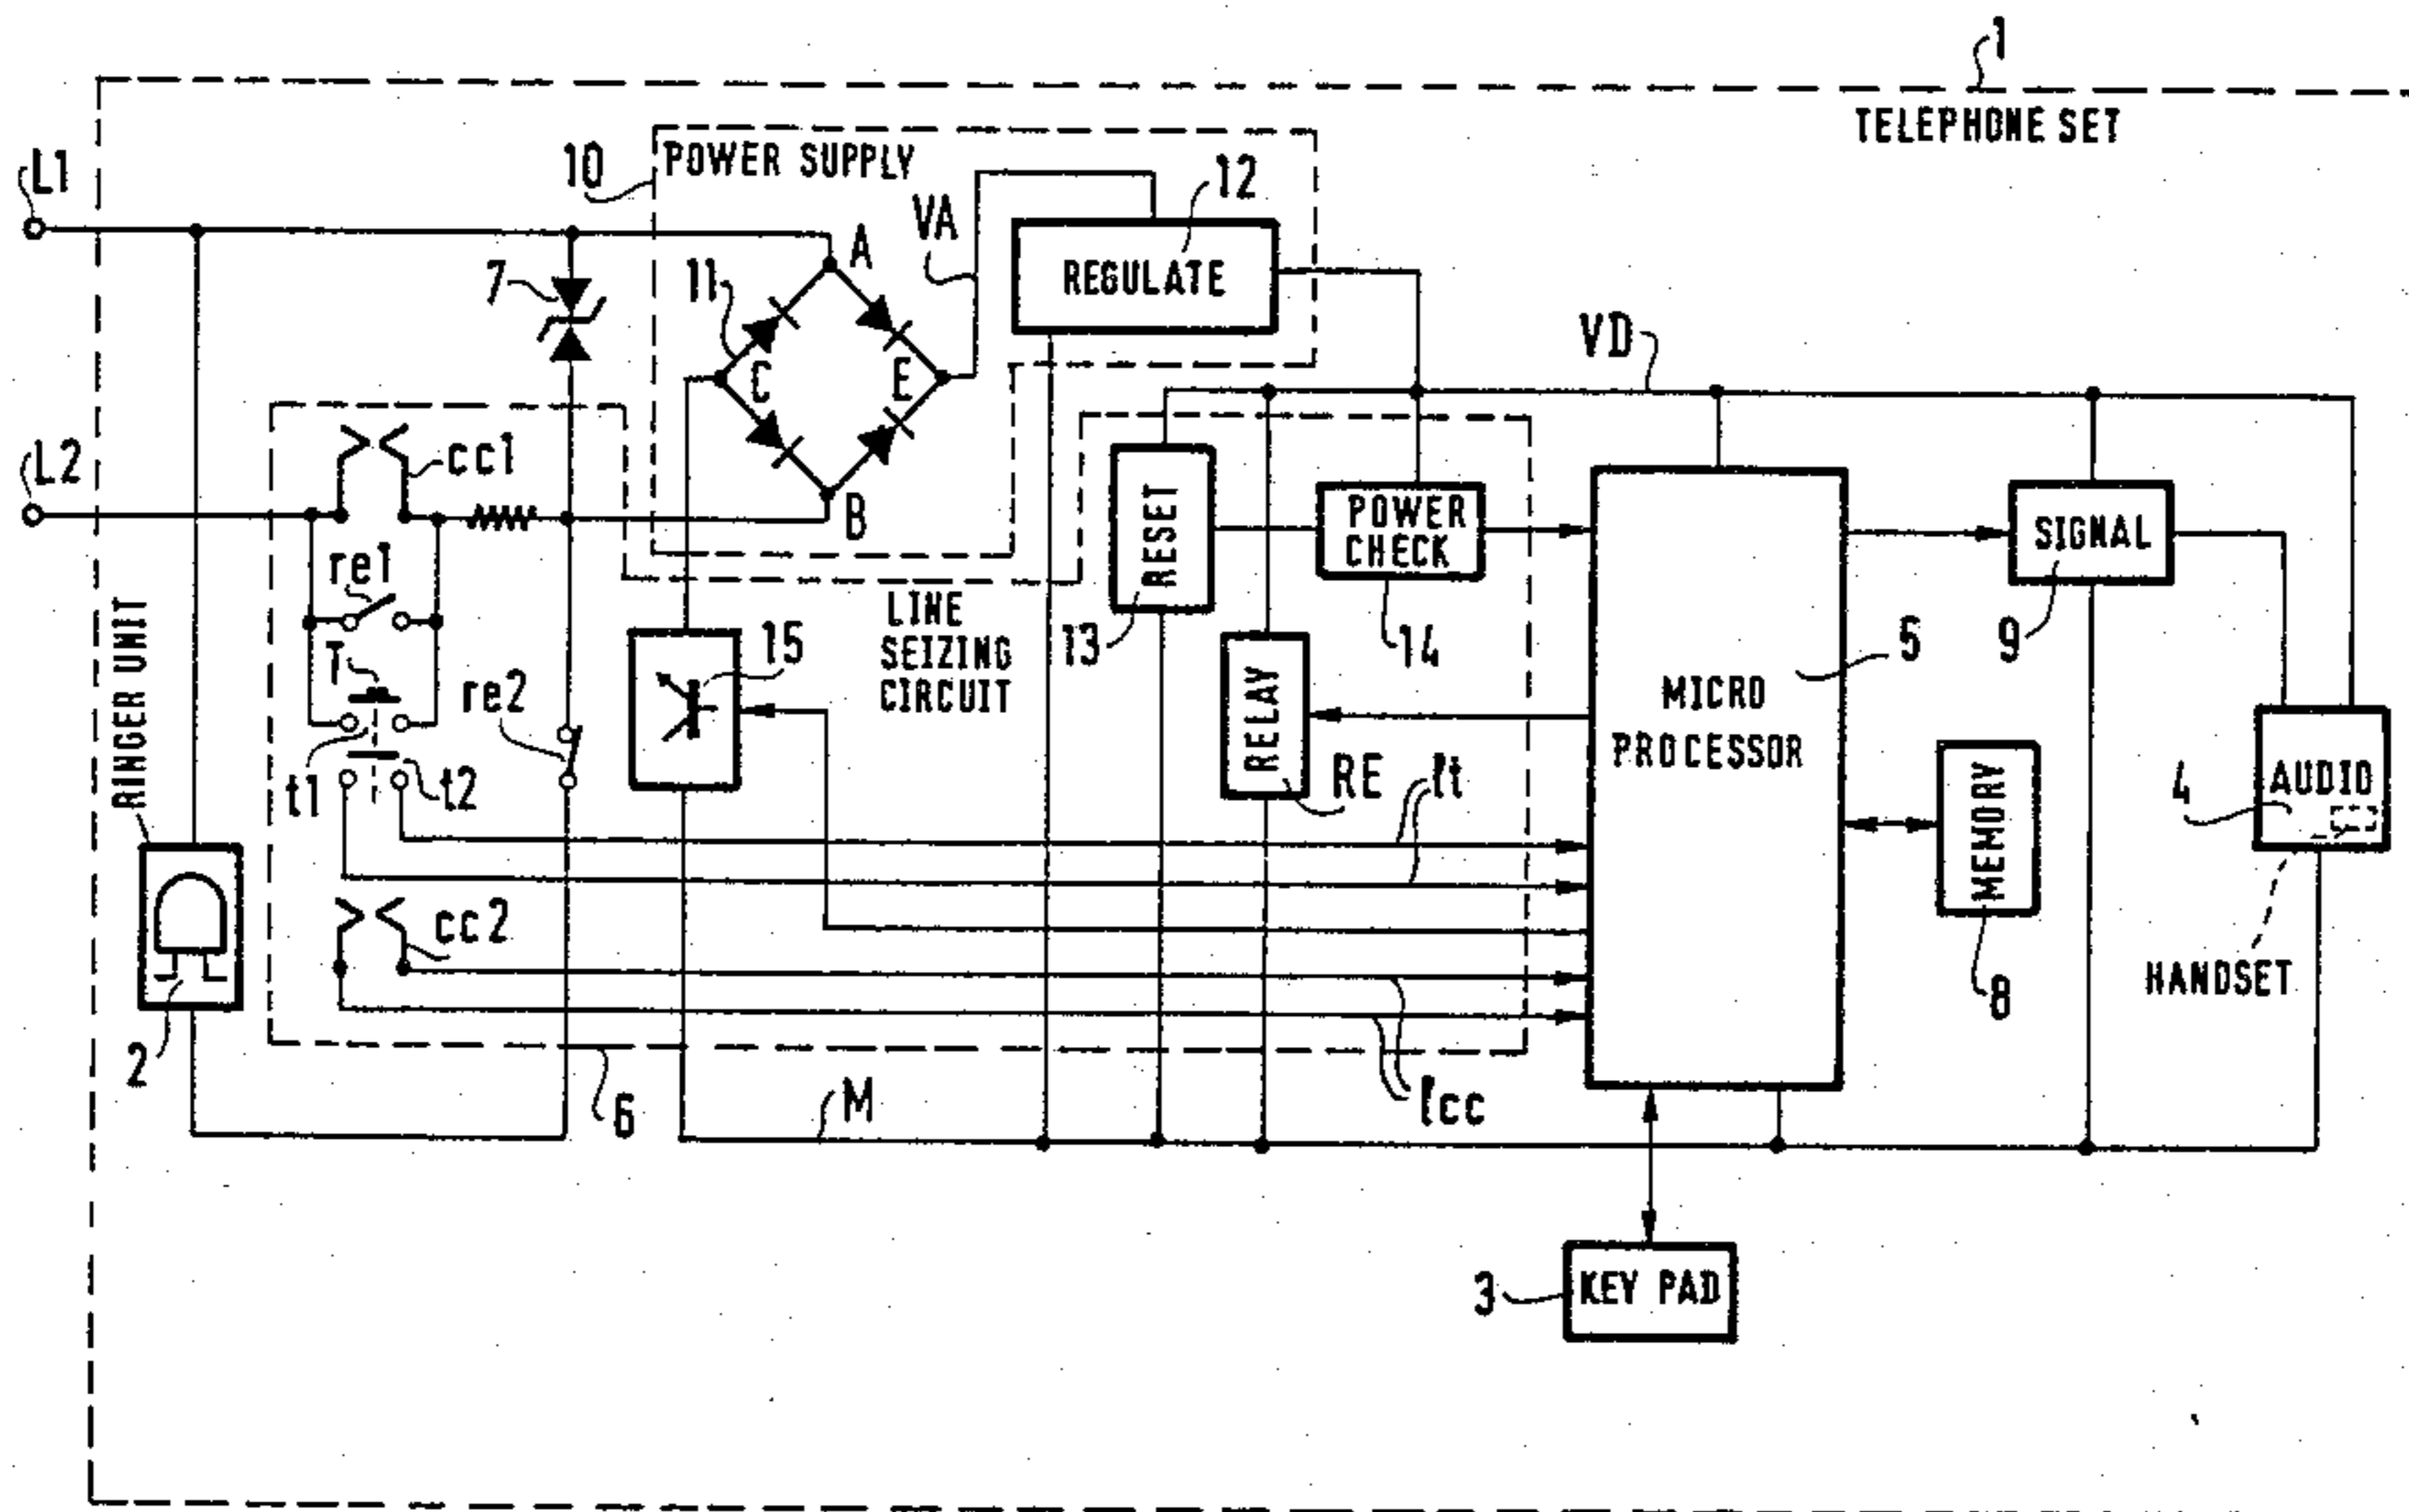 1
TELEPHONE SET
10
POWER SUPPLY
12
L1
VA
A
7
11
REGULATE
VD
C
E
L2
cc1
B
RESET
POWER
CHECK
SIGNAL
re1
RINGER UNIT
LINE
SEIZING
CIRCUIT
15
13
14
5
9
T
re2
MICRO
PROCESSOR
RELAY
RE
lt
t1
t2
4
AUDIO
MEMORY
cc2
HANDSET
8
2
6
M
lcc
3
KEY PAD